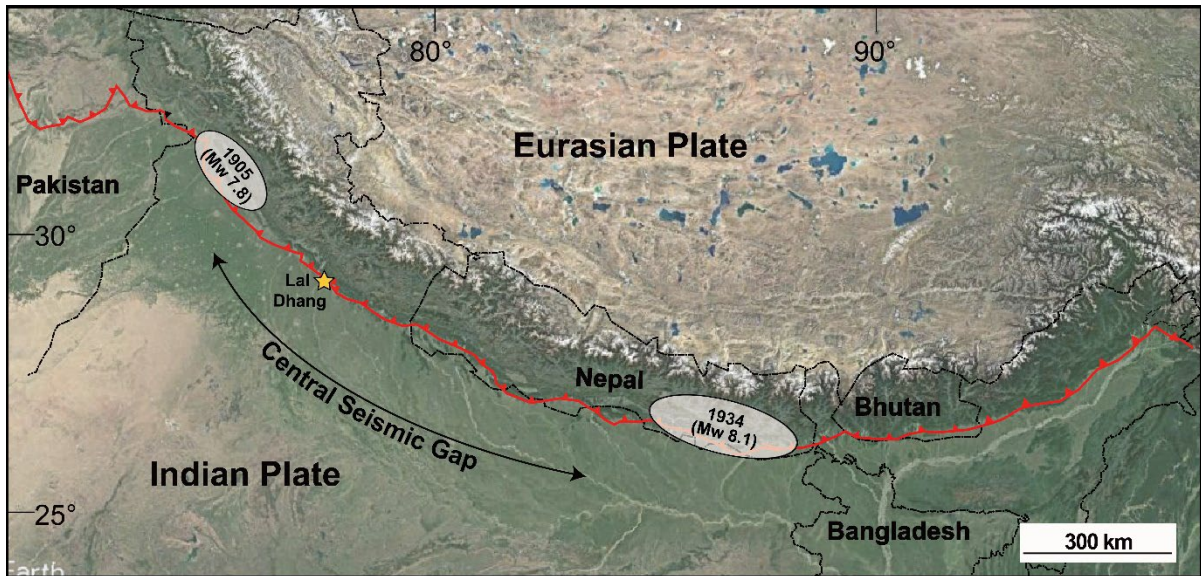 80°
90°
Eurasian Plate
1905
(Mw 7.8)
Pakistan
30°
Lal
Dhang
Central Seismic Gap
Nepal
1934
(Mw 8.1)
Bhutan
Indian Plate
25°
Bangladesh
300 km
Earth